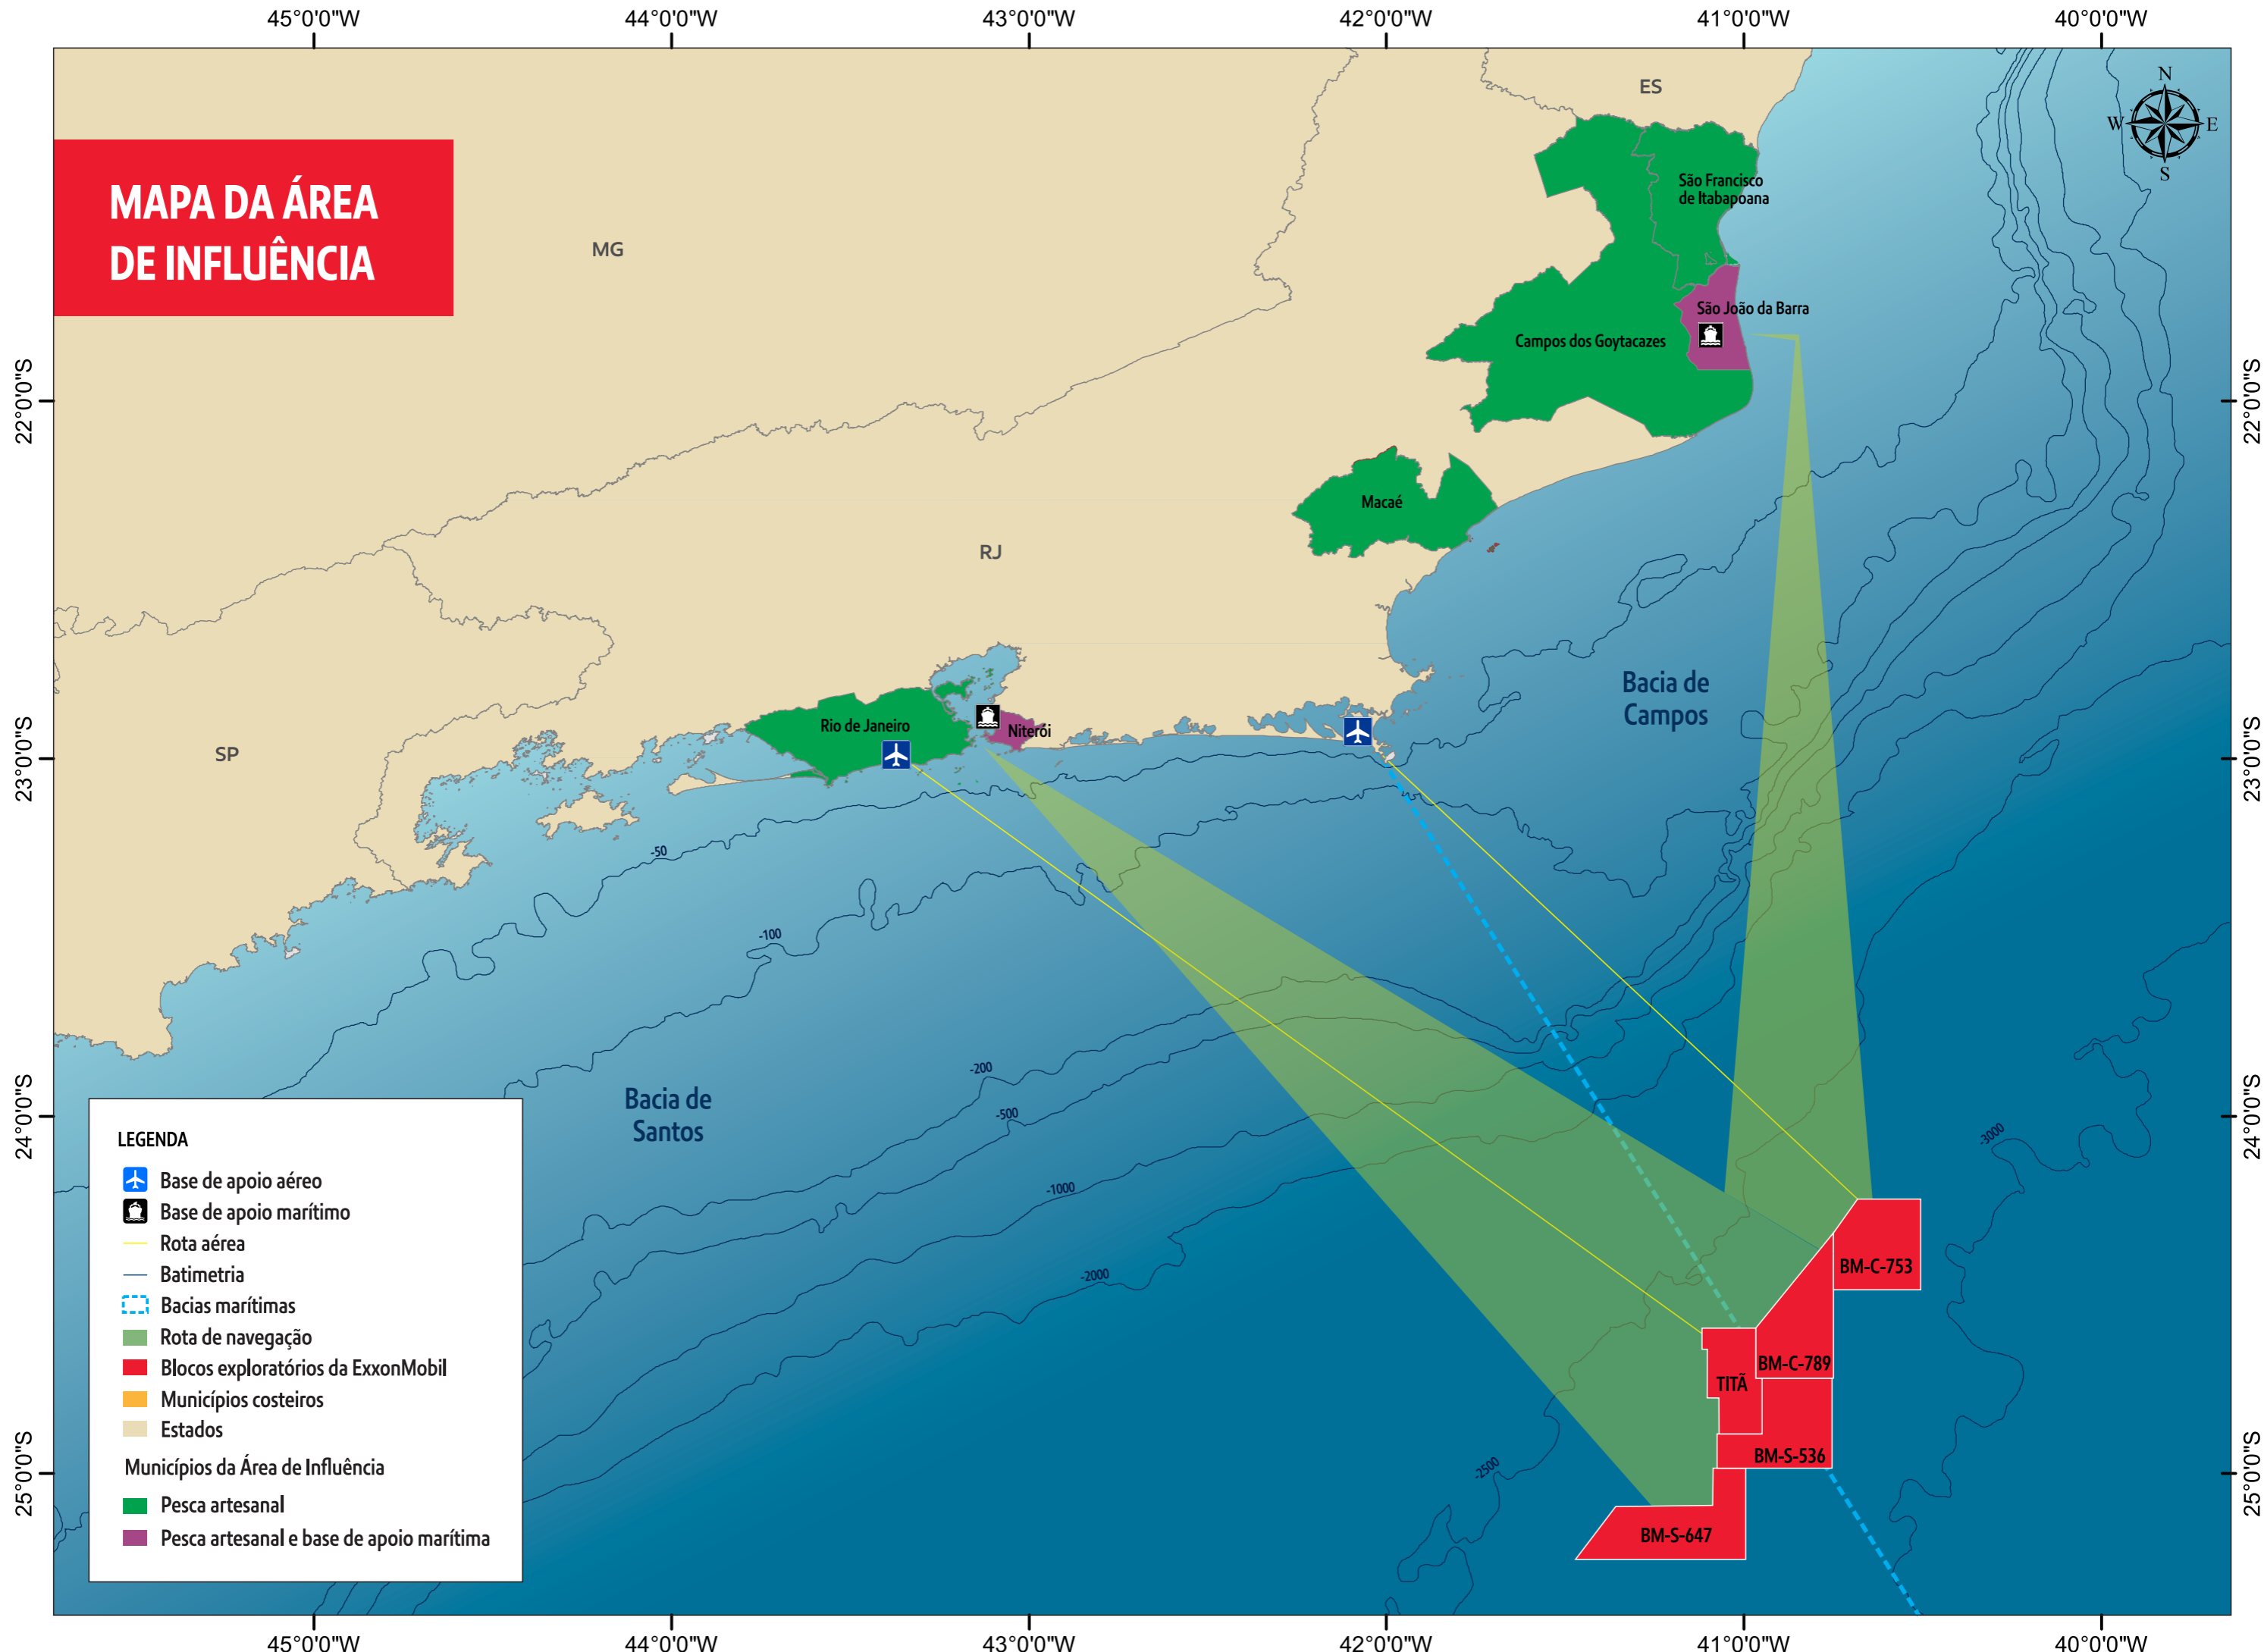 45°0'0"W 44°0'0"W 43°0'0"W 42°0'0"W 41°0'0"W 40°0'0"W
N
W E
S
ES
MAPA DA ÁREA
DE INFLUÊNCIA
MG
São Francisco
de Itabapoana
São João da Barra
Campos dos Goytacazes
22°0'0"S 22°0'0"S
Macaé
RJ
Bacia de
Campos
Rio de Janeiro
Niterói
SP
23°0'0"S 23°0'0"S
-50
-100
-200
-500
-1000
-2000
-2500
-3000
Bacia de
Santos
24°0'0"S 24°0'0"S
LEGENDA
Base de apoio aéreo
Base de apoio marítimo
Rota aérea
Batimetria
Bacias marítimas
Rota de navegação
Blocos exploratórios da ExxonMobil
Municípios costeiros
Estados
Municípios da Área de Influência
Pesca artesanal
Pesca artesanal e base de apoio marítima
BM-C-753
BM-C-789
TITÃ
BM-S-536
BM-S-647
25°0'0"S 25°0'0"S
45°0'0"W 44°0'0"W 43°0'0"W 42°0'0"W 41°0'0"W 40°0'0"W